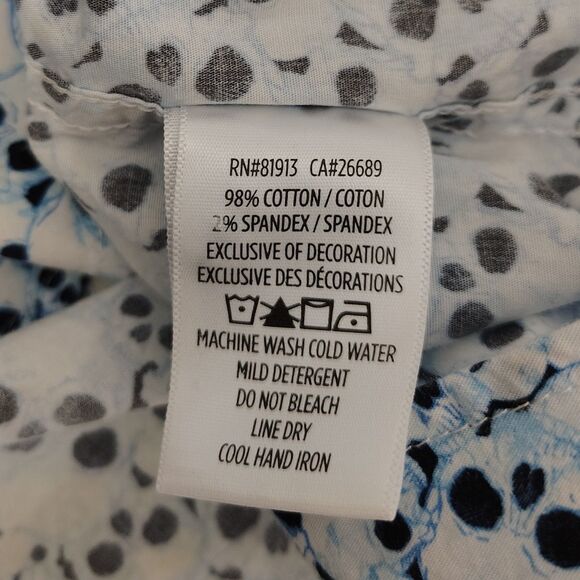 RN#81913 CA#26689
98% COTTON / COTON
2% SPANDEX / SPANDEX
EXCLUSIVE OF DECORATION
EXCLUSIVE DES DÉCORATIONS
MACHINE WASH COLD WATER
MILD DETERGENT
DO NOT BLEACH
LINE DRY
COOL HAND IRON